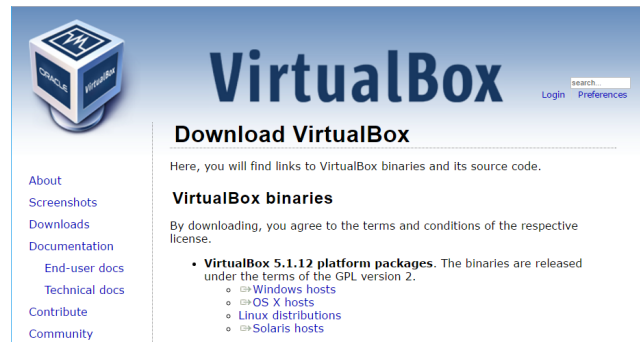 ORACLE
VirtualBox
VirtualBox
search...
Login Preferences
Download VirtualBox
Here, you will find links to VirtualBox binaries and its source code.
About
Screenshots
Downloads
Documentation
End-user docs
Technical docs
Contribute
Community
VirtualBox binaries
By downloading, you agree to the terms and conditions of the respective
license.
• VirtualBox 5.1.12 platform packages. The binaries are released
under the terms of the GPL version 2.
Windows hosts
OS X hosts
Linux distributions
Solaris hosts